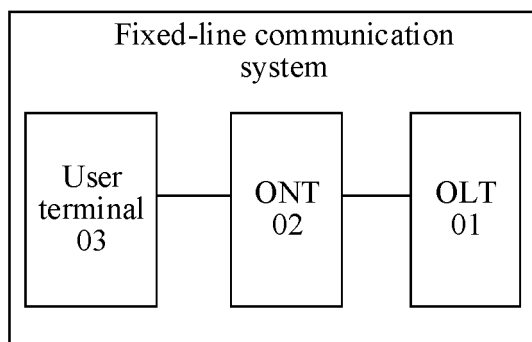 Fixed-line communication
system
User
terminal
03
ONT
02
OLT
01